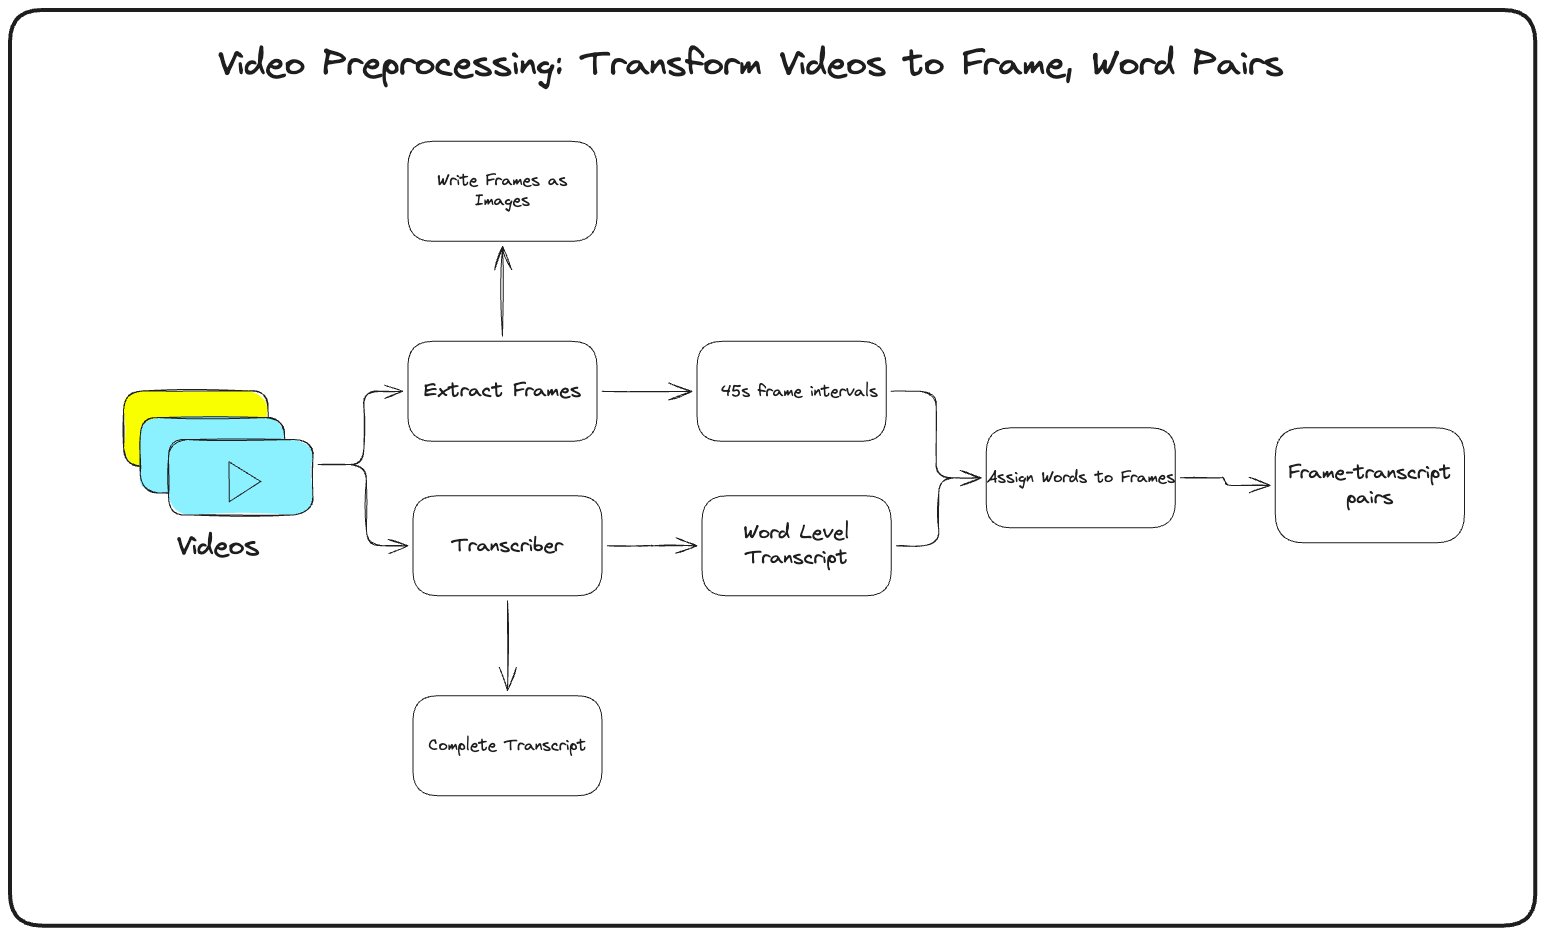 Video Preprocessing: Transform Videos to Frame, Word Pairs
Write Frames as
Images
Extract Frames
45s frame intervals
Assign Words to Frames
Frame-transcript
pairs
Videos
Transcriber
Word Level
Transcript
Complete Transcript